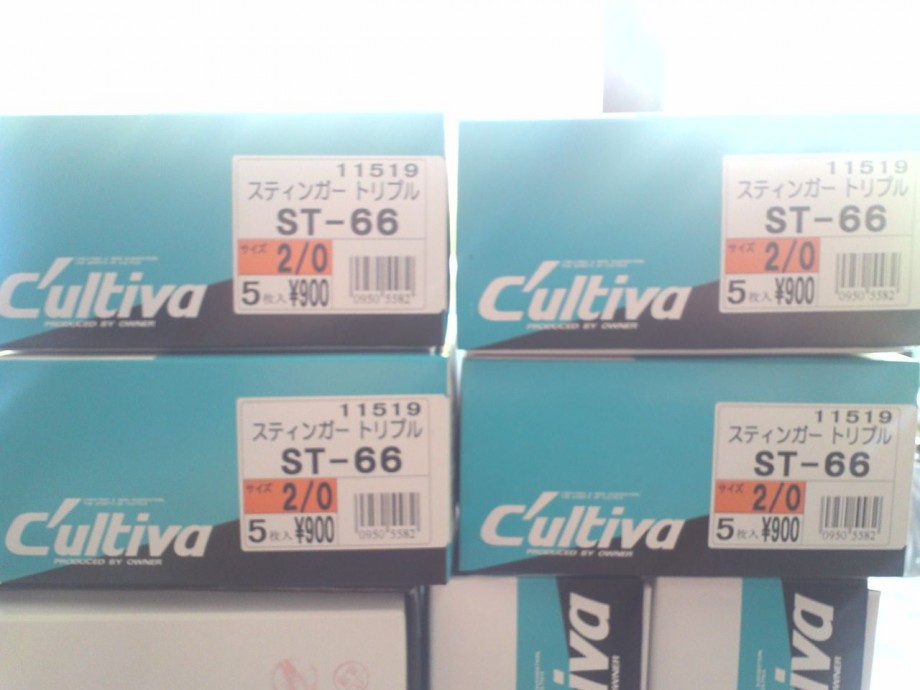 11519
スティンガー トリプル
ST-66
サイズ 2/0
5枚入 ¥900
0950 5582
C'ultiva
PRODUCED BY OWNER
11519
スティンガー トリプル
ST-66
サイズ 2/0
5枚入 ¥900
0950 5582
C'ultiva
PRODUCED BY OWNER
11519
スティンガー トリプル
ST-66
サイズ 2/0
5枚入 ¥900
0950 5582
C'ultiva
PRODUCED BY OWNER
11519
スティンガー トリプル
ST-66
サイズ 2/0
5枚入 ¥900
0950 5582
C'ultiva
PRODUCED BY OWNER
iva
OWNER
iva
OWNER